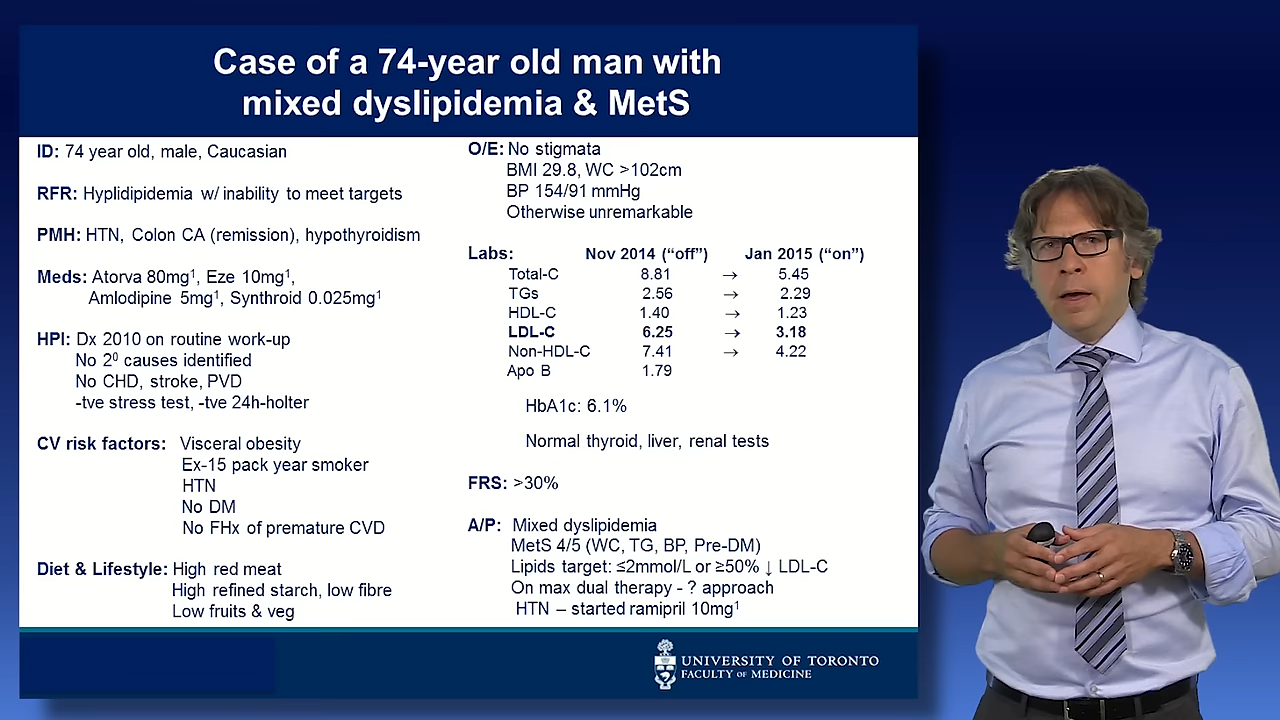 Case of a 74-year old man with
mixed dyslipidemia & MetS
ID: 74 year old, male, Caucasian
RFR: Hyplidipidemia w/ inability to meet targets
PMH: HTN, Colon CA (remission), hypothyroidism
Meds: Atorva 80mg¹, Eze 10mg¹,
Amlodipine 5mg¹, Synthroid 0.025mg¹
HPI: Dx 2010 on routine work-up
No 2⁰ causes identified
No CHD, stroke, PVD
-tve stress test, -tve 24h-holter
CV risk factors: Visceral obesity
Ex-15 pack year smoker
HTN
No DM
No FHx of premature CVD
Diet & Lifestyle: High red meat
High refined starch, low fibre
Low fruits & veg
O/E: No stigmata
BMI 29.8, WC >102cm
BP 154/91 mmHg
Otherwise unremarkable
Labs: Nov 2014 (“off”) Jan 2015 (“on”)
Total-C 8.81 → 5.45
TGs 2.56 → 2.29
HDL-C 1.40 → 1.23
LDL-C 6.25 → 3.18
Non-HDL-C 7.41 → 4.22
Apo B 1.79
HbA1c: 6.1%
Normal thyroid, liver, renal tests
FRS: >30%
A/P: Mixed dyslipidemia
MetS 4/5 (WC, TG, BP, Pre-DM)
Lipids target: ≤2mmol/L or ≥50% ↓ LDL-C
On max dual therapy - ? approach
HTN – started ramipril 10mg¹
UNIVERSITY OF TORONTO
FACULTY OF MEDICINE